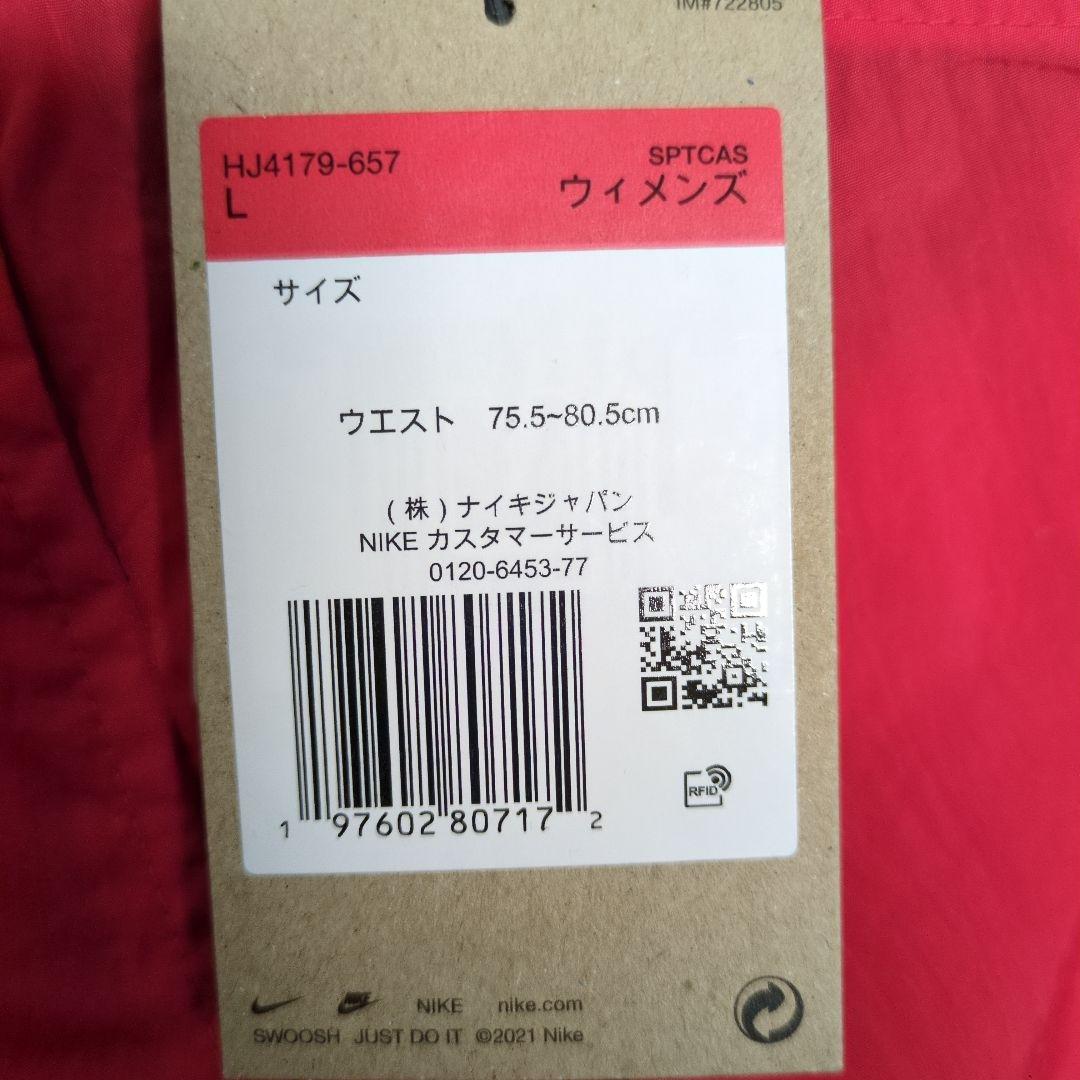 IM#722805
HJ4179-657
SPTCAS
L
ウィメンズ
サイズ
ウエスト 75.5~80.5cm
(株)ナイキジャパン
NIKE カスタマーサービス
0120-6453-77
1 97602 80717 2
RFID
NIKE nike.com
SWOOSH JUST DO IT ©2021 Nike